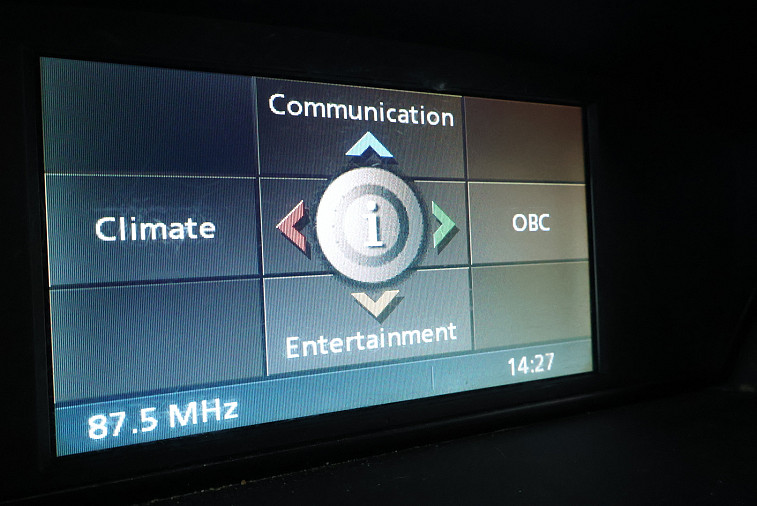 Communication
Climate
i
OBC
Entertainment
87.5 MHz
14:27